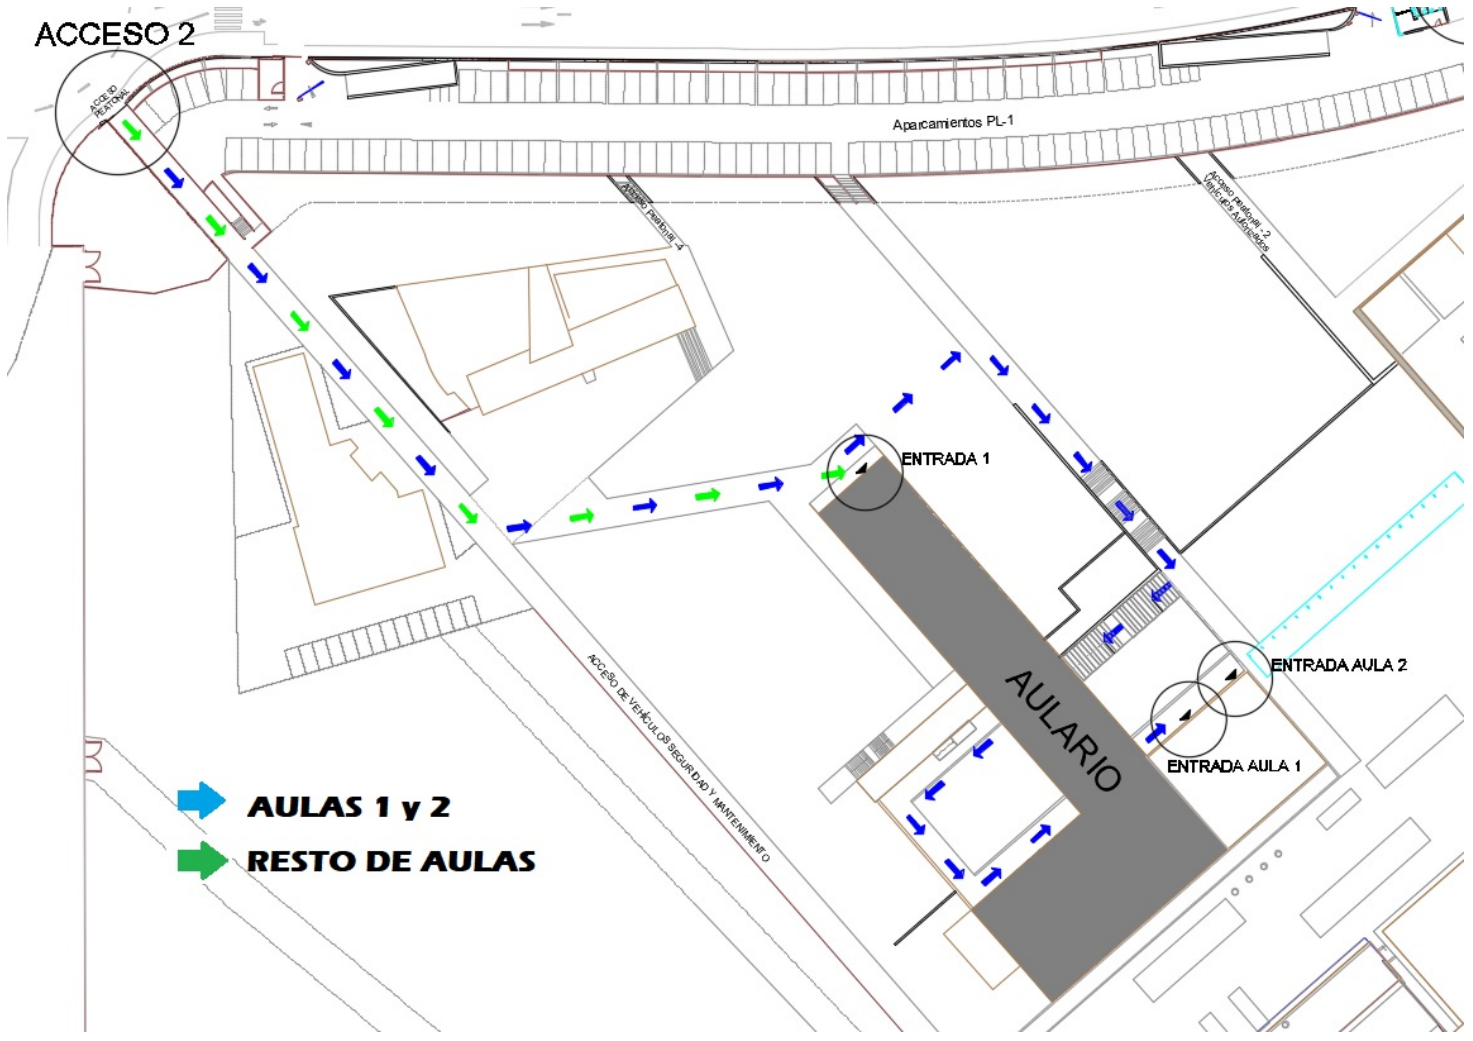 ACCESO 2
ACCESO
PEATONAL
Aparcamientos PL-1
Acceso peatonal -4
Acceso peatonal -2
Vehículos Autorizados
ENTRADA 1
ENTRADA AULA 2
ENTRADA AULA 1
AULARIO
ACCESO DE VEHÍCULOS SEGURIDAD Y MANTENIMIENTO
AULAS 1 y 2
RESTO DE AULAS